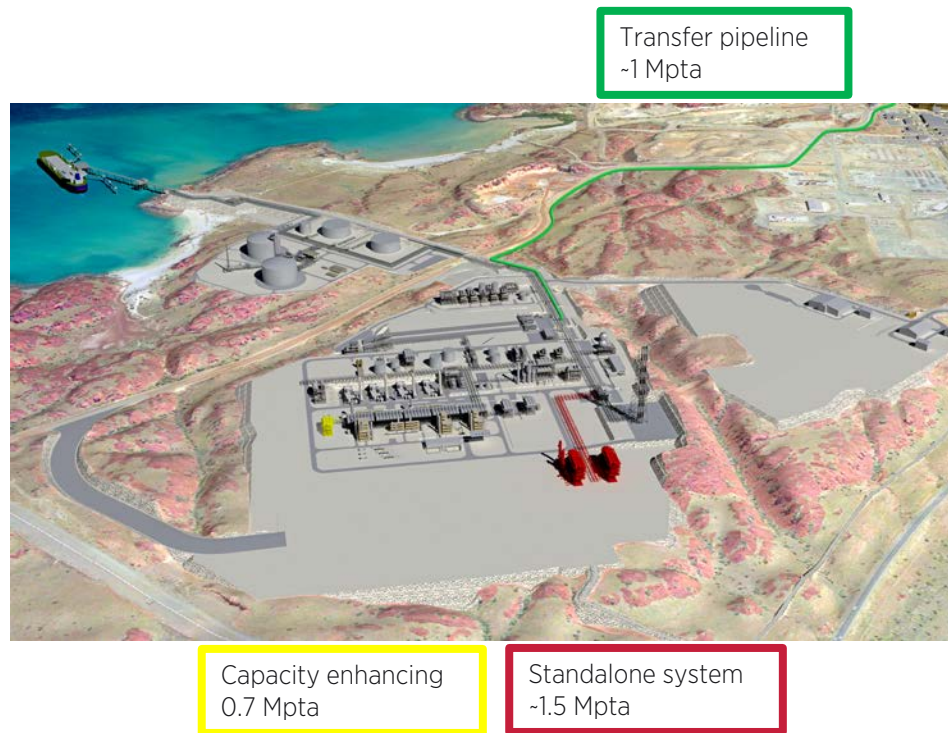 Transfer pipeline
~1 Mpta
Capacity enhancing
0.7 Mpta
Standalone system
~1.5 Mpta